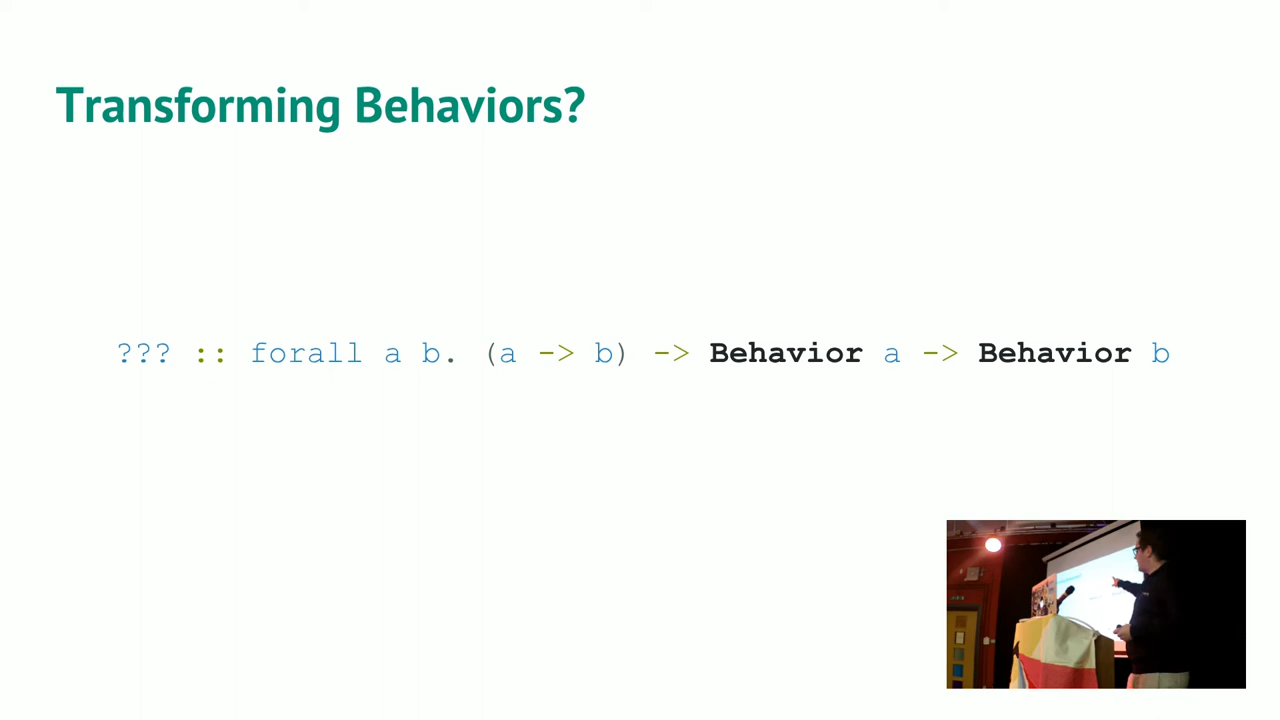 Transforming Behaviors?
??? :: forall a b. (a -> b) -> Behavior a -> Behavior b